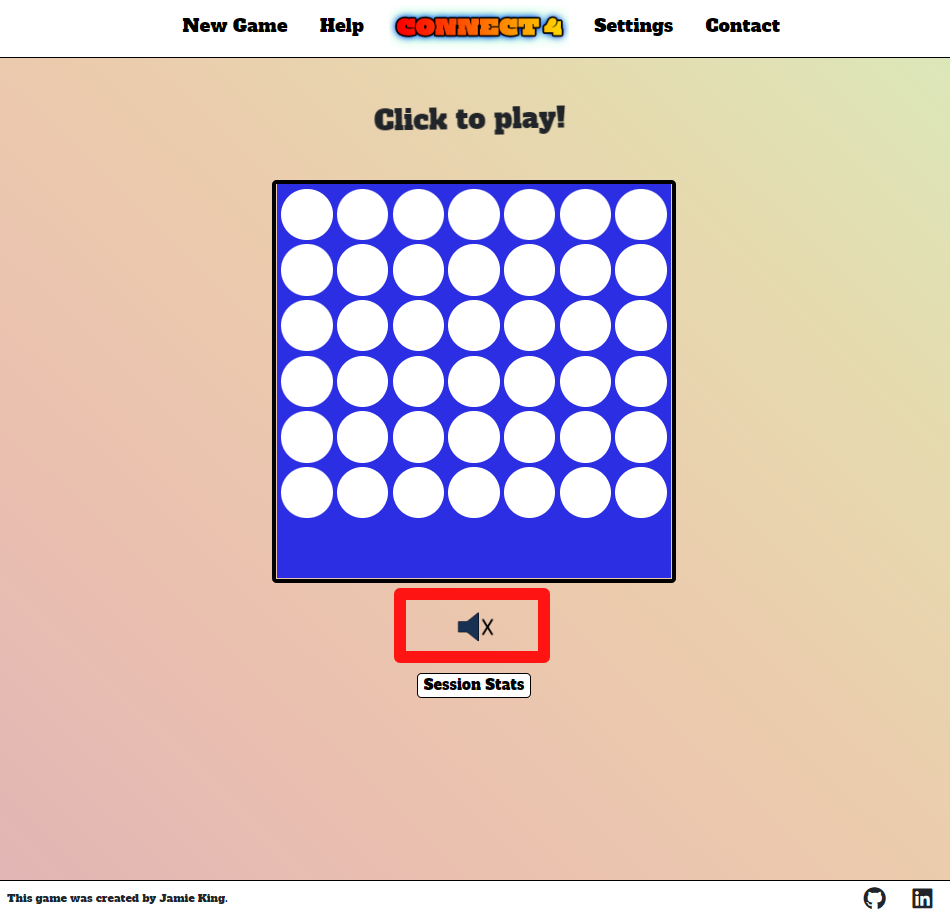 New Game Help CONNECT 4 Settings Contact
Click to play!
X
Session Stats
This game was created by Jamie King.
in